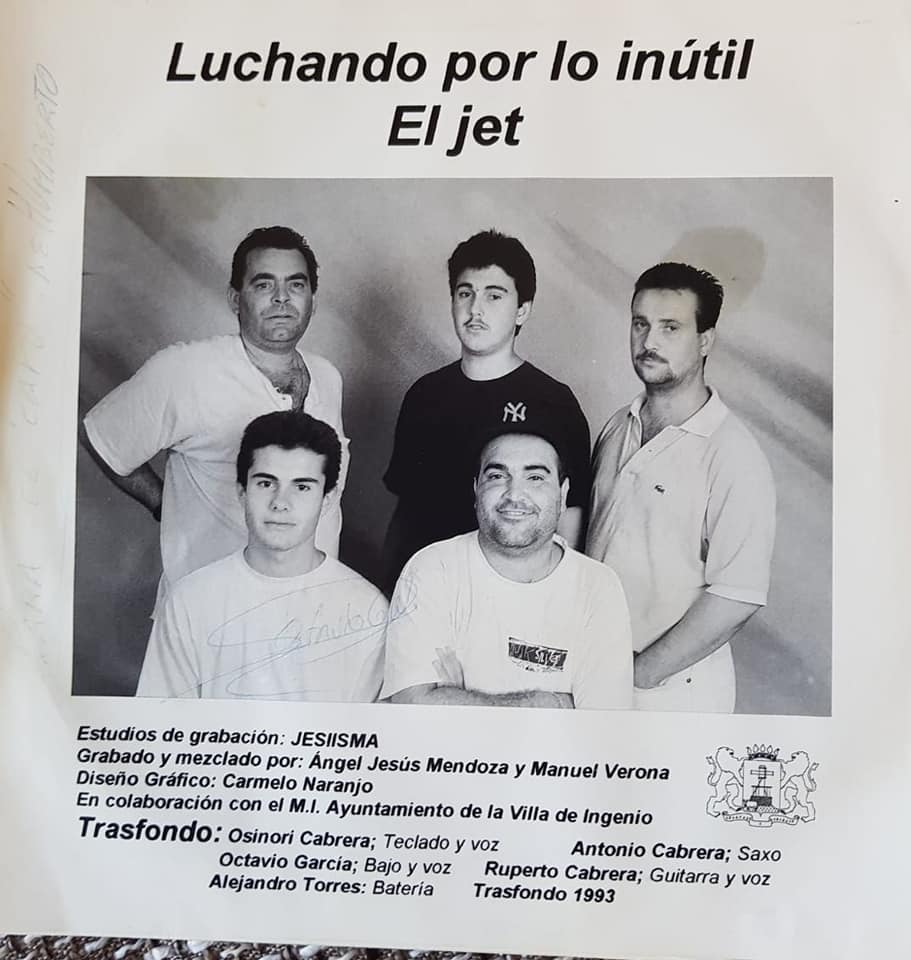 Luchando por lo inútil
El jet
HUMBERTO
NY
Estudios de grabación: JESIISMA
Grabado y mezclado por: Ángel Jesús Mendoza y Manuel Verona
Diseño Gráfico: Carmelo Naranjo
En colaboración con el M.I. Ayuntamiento de la Villa de Ingenio
Trasfondo: Osinori Cabrera; Teclado y voz Antonio Cabrera; Saxo
Octavio García; Bajo y voz Ruperto Cabrera; Guitarra y voz
Alejandro Torres: Batería Trasfondo 1993